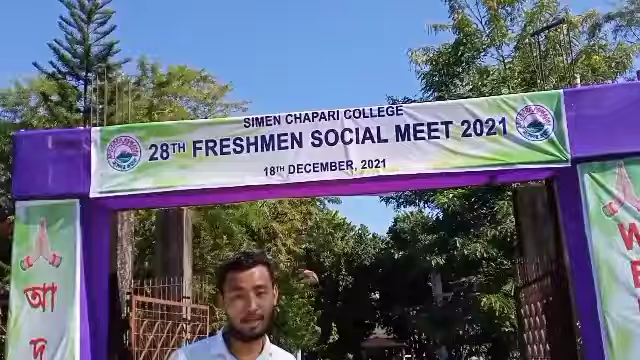 SIMEN CHAPARI COLLEGE
28TH FRESHMEN SOCIAL MEET 2021
18TH DECEMBER, 2021
আ
দ